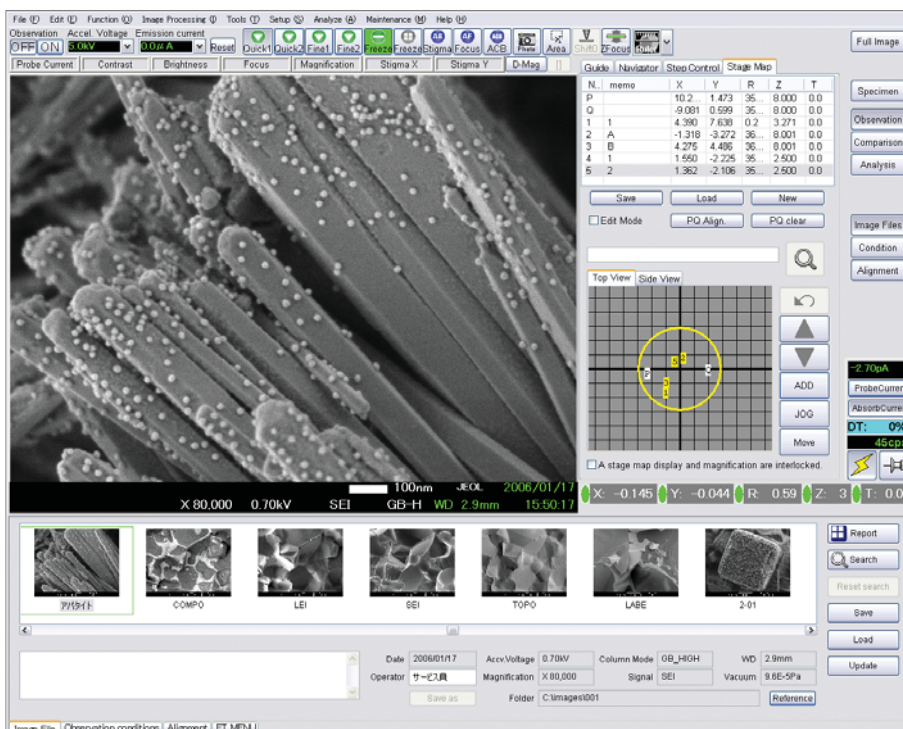 File (F) Edit (E) Function (Q) Image Processing (I) Tools (T) Setup (S) Analyze (A) Maintenance (M) Help (H)
Observation Accel. Voltage Emission current
OFF ON 5.0kV 0.0μA Reset Quick1 Quick2 Fine1 Fine2 Freeze Freeze Stigma Focus ACB Photo Area Shift0 ZFocus
Full Image
Probe Current Contrast Brightness Focus Magnification Stigma X Stigma Y D-Mag
Guide Navigator Step Control Stage Map
N.. memo X Y R Z T
P 10.2... 1.473 35... 8.000 0.0
Q -9.081 0.599 35... 8.000 0.0
1 1 4.390 7.638 0.2 3.271 0.0
2 A -1.318 -3.272 36... 8.001 0.0
3 B 4.275 4.486 36... 8.001 0.0
4 1 1.550 -2.225 35... 2.500 0.0
5 2 1.362 -2.106 35... 2.500 0.0
Specimen
Observation
Comparison
Analysis
Save Load New
Edit Mode PQ Align. PQ clear
Image Files
Condition
Alignment
Top View Side View
P
5
3
1
ADD
JOG
Move
-2.70pA
ProbeCurren
AbsorbCurre
DT: 0%
45cps
A stage map display and magnification are interlocked.
100nm JEOL 2006/01/17
X 80,000 0.70kV SEI GB-H WD 2.9mm 15:50:17
X: -0.145 Y: -0.044 R: 0.59 Z: 3 T: 0.0
アパタイト COMPO LEI SEI TOPO LABE 2-01
Report
Search
Reset search
Save
Load
Update
Date 2006/01/17 Accv.Voltage 0.70kV Column Mode GB_HIGH WD 2.9mm
Operator サービス員 Magnification X 80,000 Signal SEI Vacuum 9.6E-5Pa
Save as Folder C:\images\001 Reference
Image File Observation conditions Alignment FT MENU